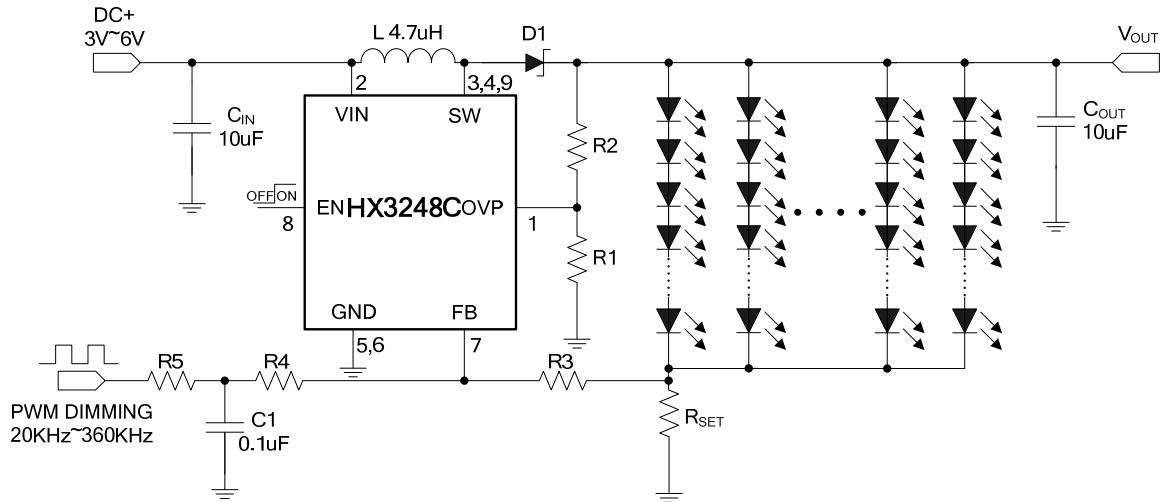 DC+
3V~6V
L 4.7uH
D1
VOUT
2
3,4,9
VIN
SW
CIN
10uF
R2
COUT
10uF
OFF ON
EN HX3248C OVP
8
1
R1
GND
FB
5,6
7
R5
R4
R3
PWM DIMMING
20KHz~360KHz
C1
0.1uF
RSET